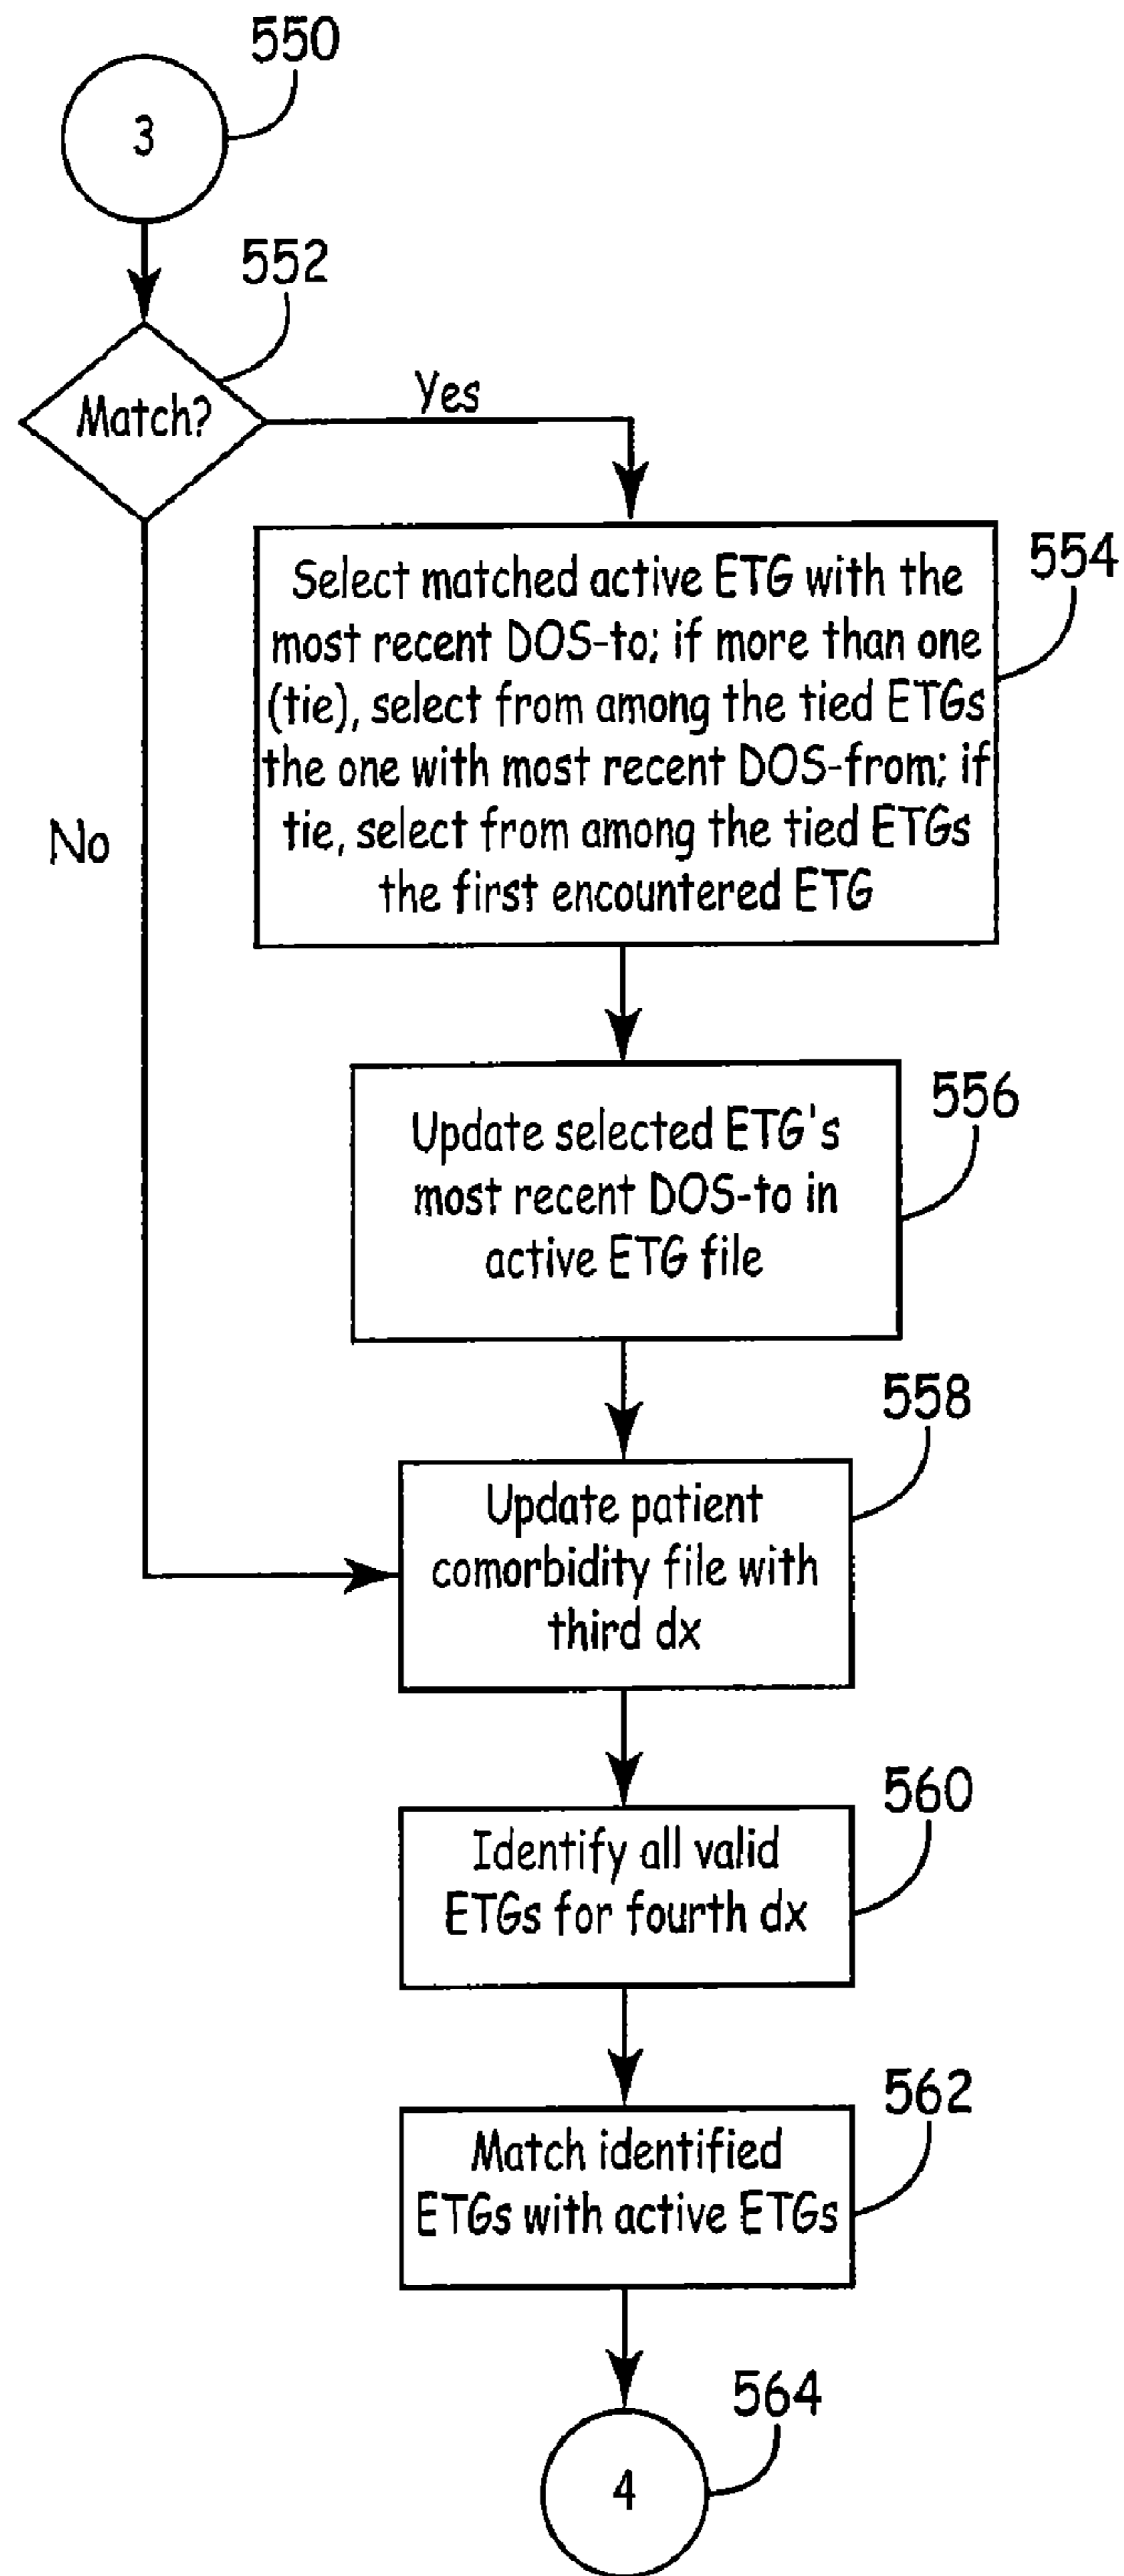 550
3
552
Match?
Yes
554
Select matched active ETG with the
most recent DOS-to; if more than one
(tie), select from among the tied ETGs
the one with most recent DOS-from; if
tie, select from among the tied ETGs
the first encountered ETG
No
556
Update selected ETG's
most recent DOS-to in
active ETG file
558
Update patient
comorbidity file with
third dx
560
Identify all valid
ETGs for fourth dx
562
Match identified
ETGs with active ETGs
564
4